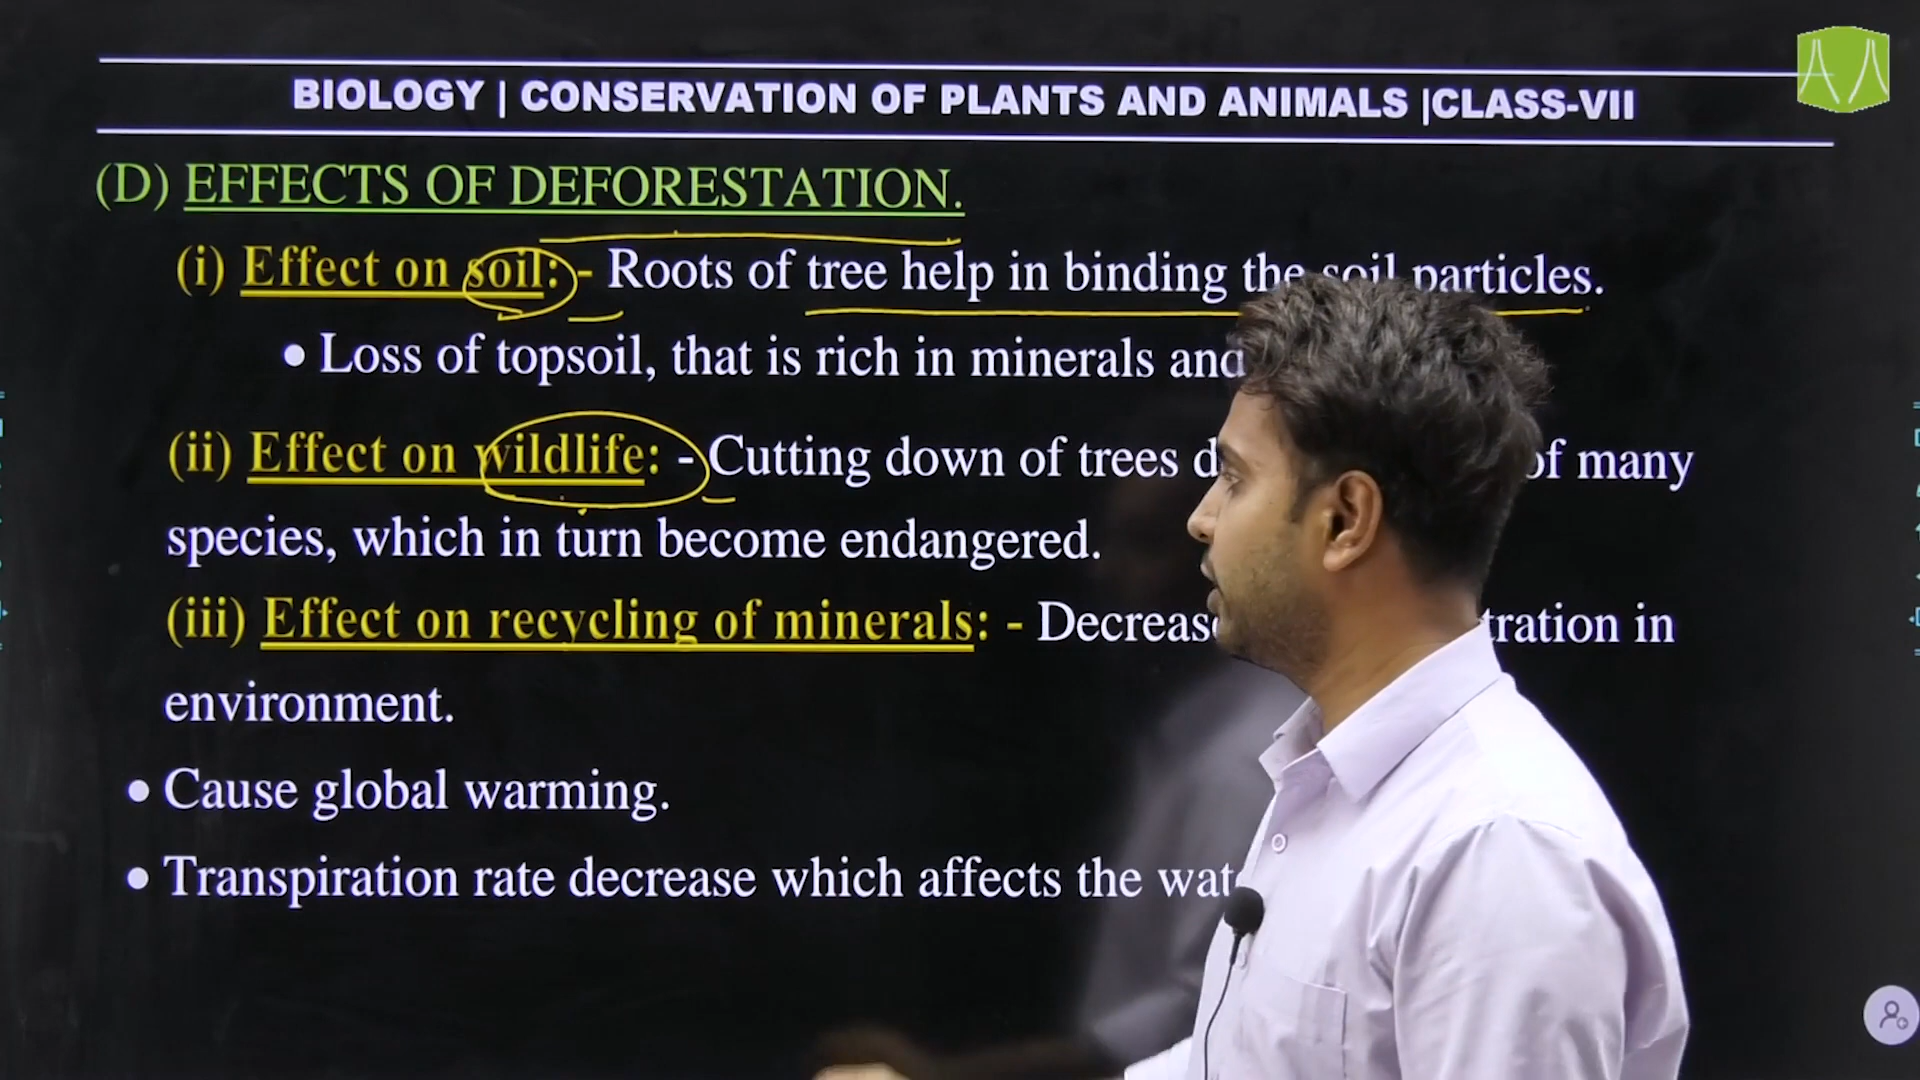 BIOLOGY | CONSERVATION OF PLANTS AND ANIMALS |CLASS-VII
(D) EFFECTS OF DEFORESTATION.
(i) Effect on soil: - Roots of tree help in binding the soil particles.
• Loss of topsoil, that is rich in minerals and
(ii) Effect on wildlife: - Cutting down of trees of many
species, which in turn become endangered.
(iii) Effect on recycling of minerals: - in
environment.
• Cause global warming.
• Transpiration rate decrease which affects the